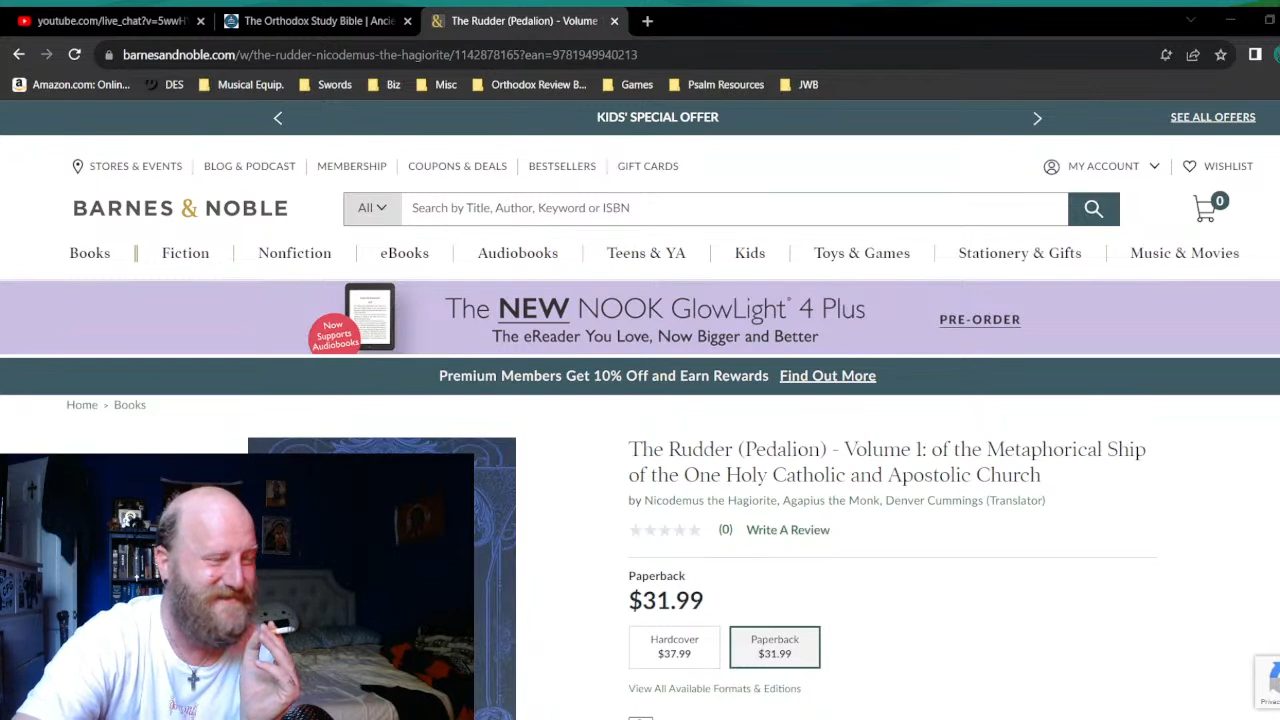 youtube.com/live_chat?v=5wwH
The Orthodox Study Bible | Ancie
The Rudder (Pedalion) - Volume
barnesandnoble.com/w/the-rudder-nicodemus-the-hagiorite/1142878165?ean=9781949940213
Amazon.com: Onlin... DES Musical Equip. Swords Biz Misc Orthodox Review B... Games Psalm Resources JWB
KIDS' SPECIAL OFFER
SEE ALL OFFERS
STORES & EVENTS BLOG & PODCAST MEMBERSHIP COUPONS & DEALS BESTSELLERS GIFT CARDS MY ACCOUNT WISHLIST
BARNES & NOBLE All Search by Title, Author, Keyword or ISBN 0
Books Fiction Nonfiction eBooks Audiobooks Teens & YA Kids Toys & Games Stationery & Gifts Music & Movies
Now
Supports
Audiobooks
The NEW NOOK GlowLight® 4 Plus
The eReader You Love, Now Bigger and Better
PRE-ORDER
Premium Members Get 10% Off and Earn Rewards Find Out More
Home > Books
The Rudder (Pedalion) - Volume 1: of the Metaphorical Ship
of the One Holy Catholic and Apostolic Church
by Nicodemus the Hagiorite, Agapius the Monk, Denver Cummings (Translator)
(0) Write A Review
Paperback
$31.99
Hardcover
$37.99
Paperback
$31.99
View All Available Formats & Editions